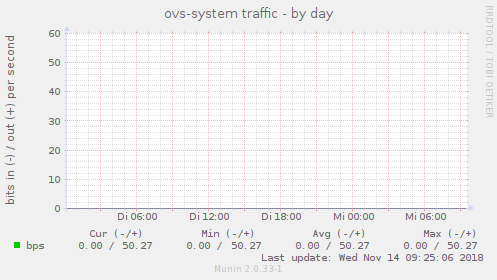 ovs-system traffic - by day
RRDTOOL / TOBI OETIKER
bits in (-) / out (+) per second
60
50
40
30
20
10
0
Di 06:00 Di 12:00 Di 18:00 Mi 00:00 Mi 06:00
Cur (-/+) Min (-/+) Avg (-/+) Max (-/+)
bps 0.00 / 50.27 0.00 / 50.27 0.00 / 50.27 0.00 / 50.27
Last update: Wed Nov 14 09:25:06 2018
Munin 2.0.33-1